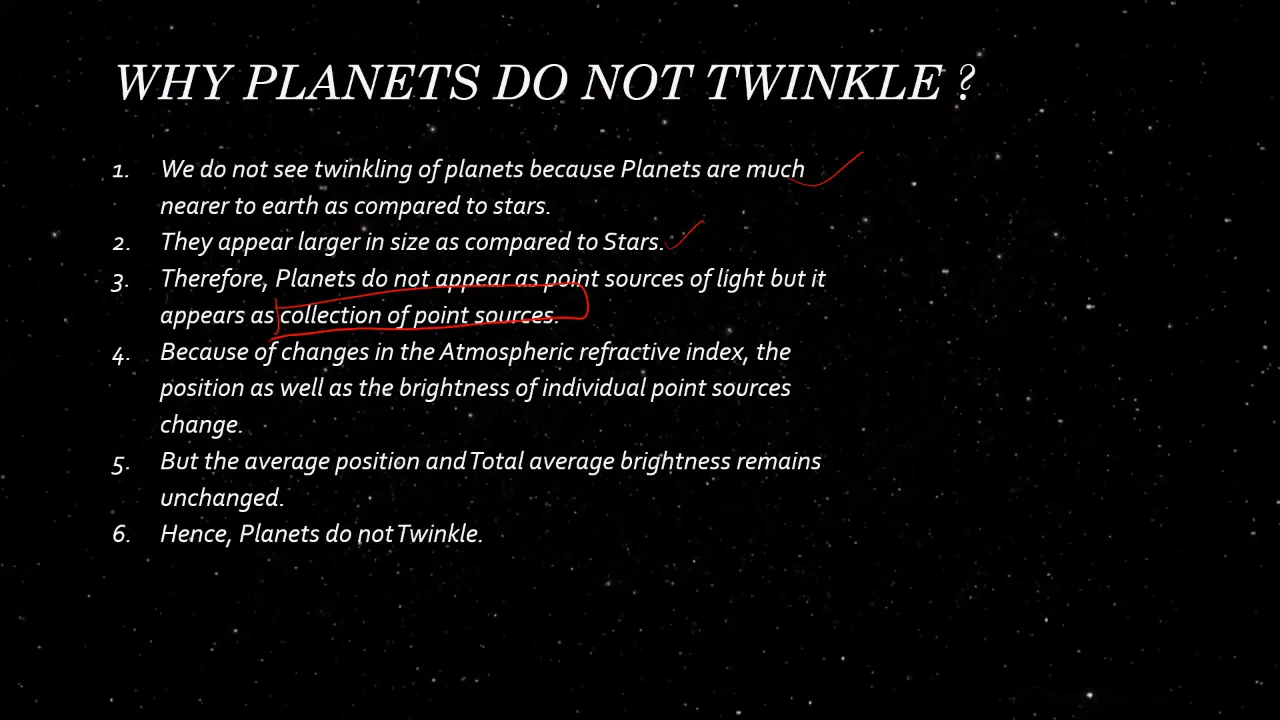 WHY PLANETS DO NOT TWINKLE ?
1. We do not see twinkling of planets because Planets are much
nearer to earth as compared to stars.
2. They appear larger in size as compared to Stars.
3. Therefore, Planets do not appear as point sources of light but it
appears as collection of point sources.
4. Because of changes in the Atmospheric refractive index, the
position as well as the brightness of individual point sources
change.
5. But the average position and Total average brightness remains
unchanged.
6. Hence, Planets do not Twinkle.